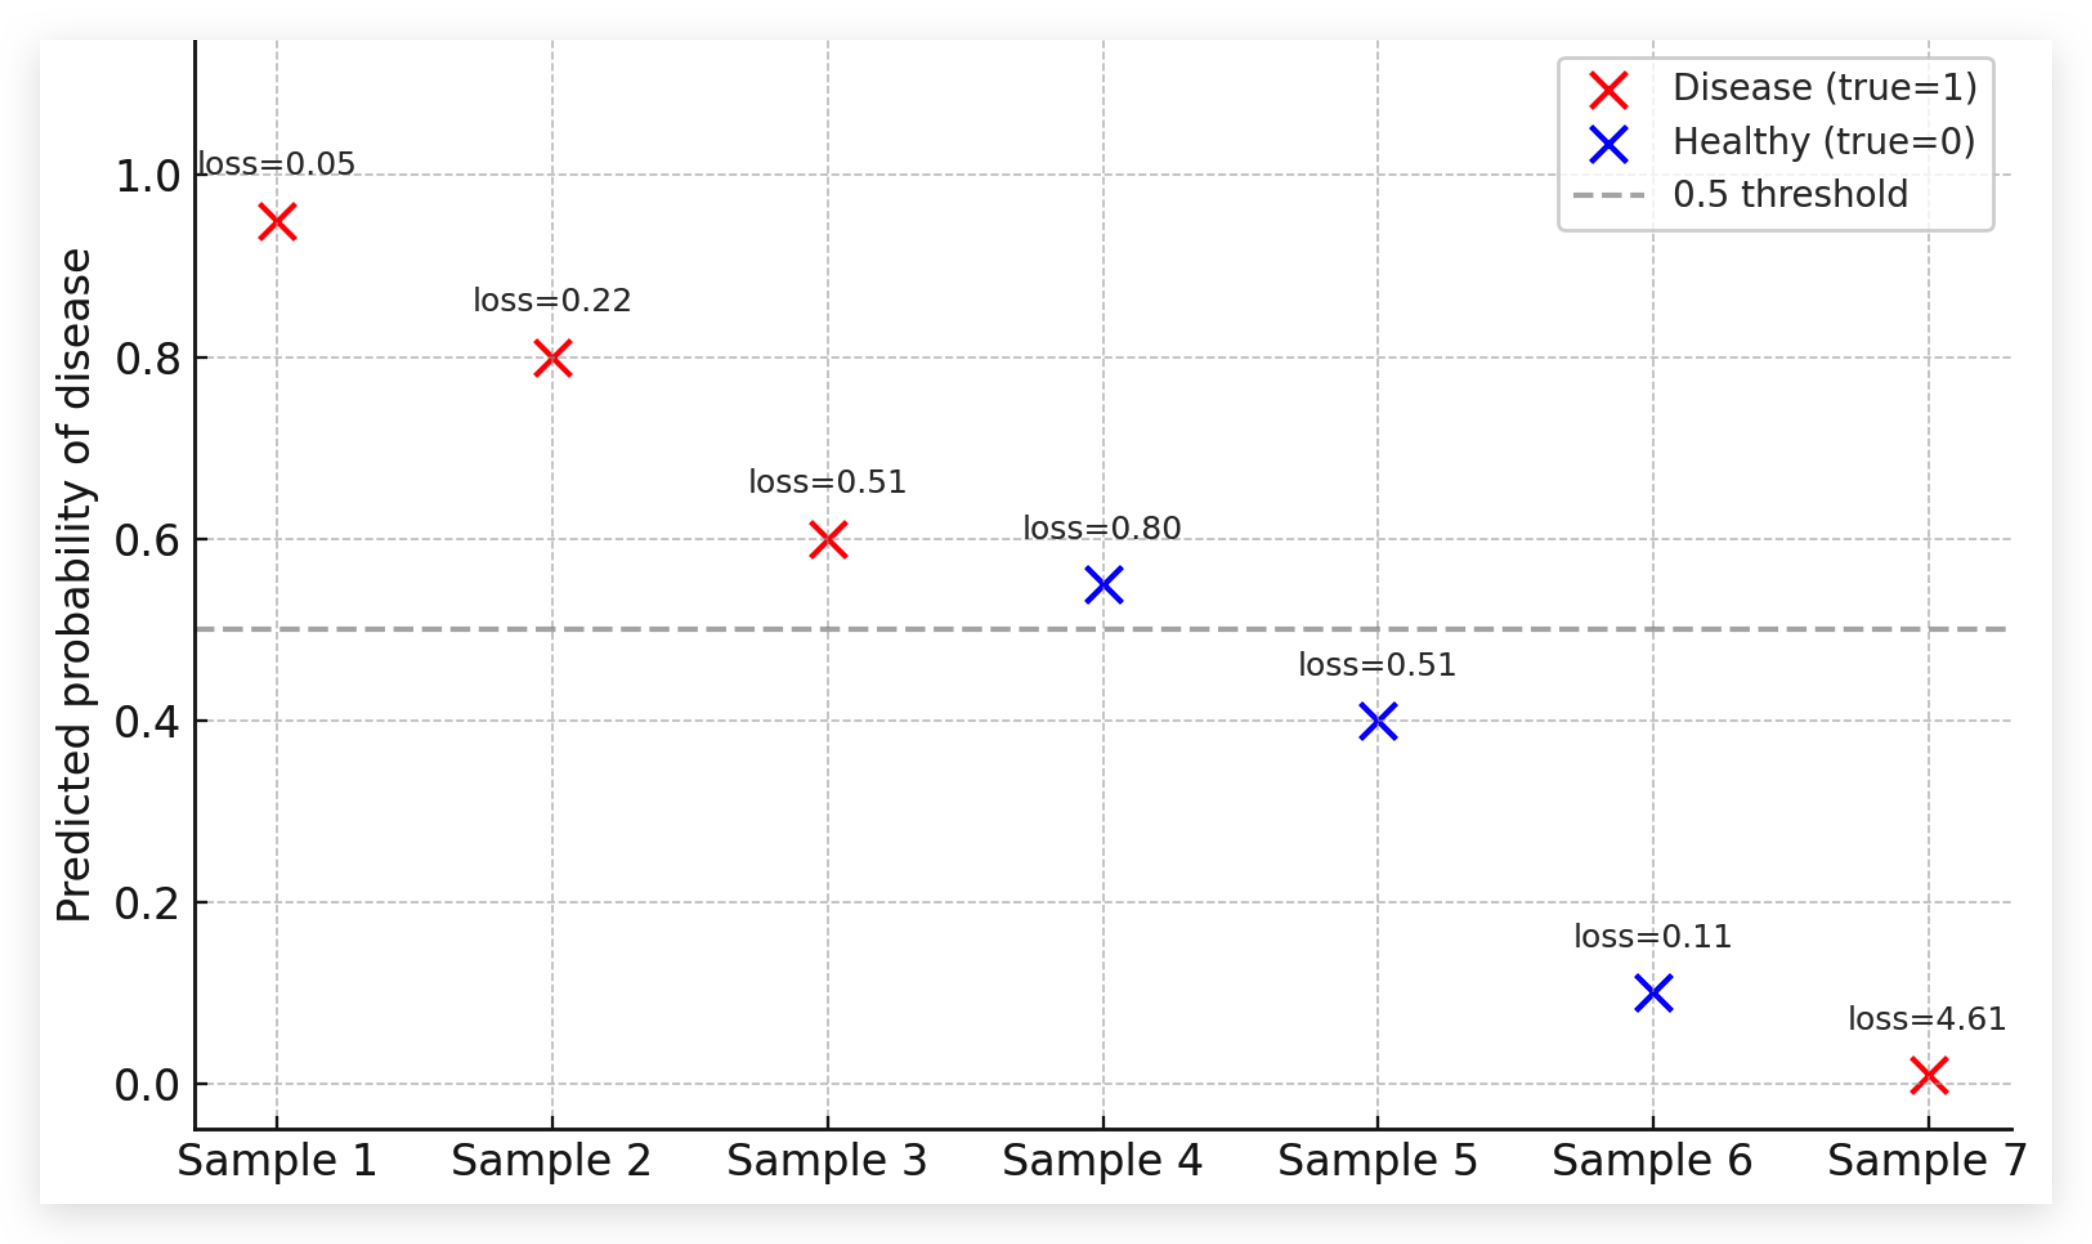 Disease (true=1)
Healthy (true=0)
0.5 threshold
loss=0.05
loss=0.22
loss=0.51
loss=0.80
loss=0.51
loss=0.11
loss=4.61
Predicted probability of disease
1.0
0.8
0.6
0.4
0.2
0.0
Sample 1 Sample 2 Sample 3 Sample 4 Sample 5 Sample 6 Sample 7